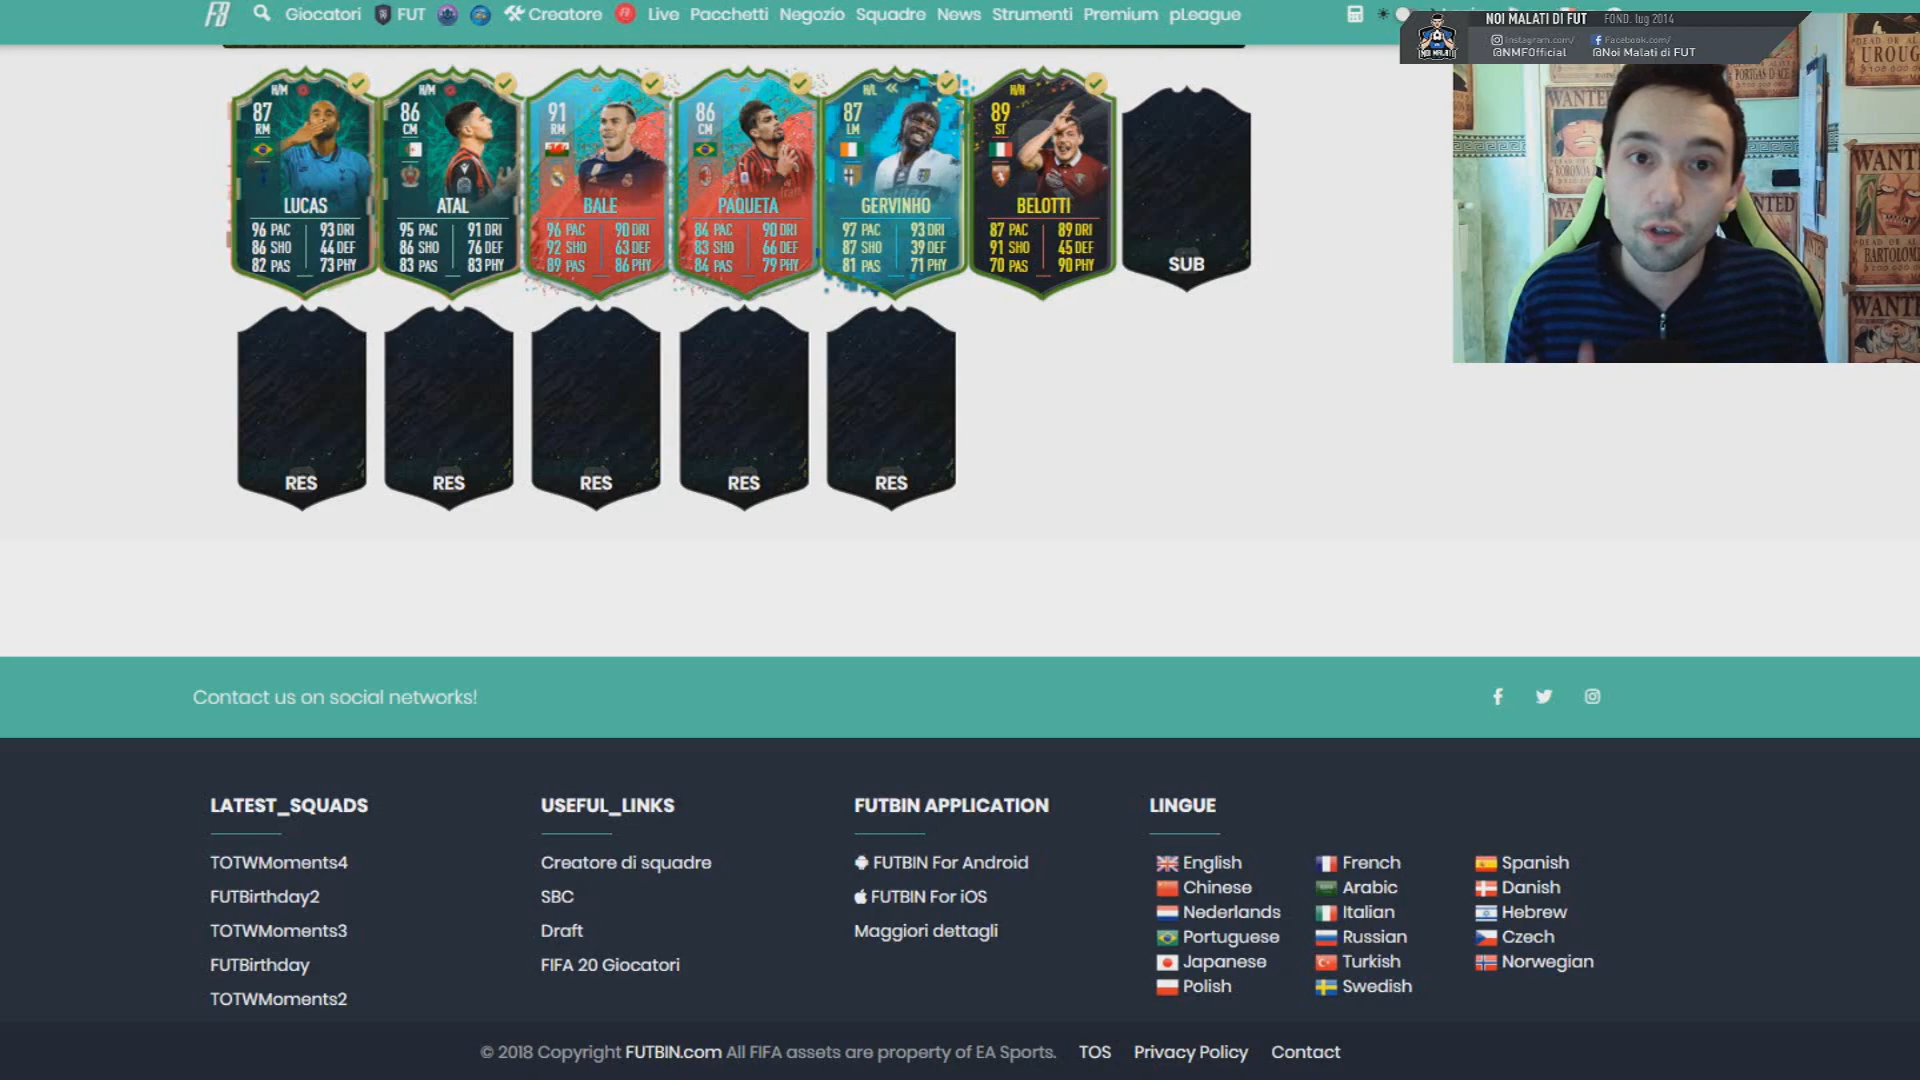 Giocatori FUT Creatore Live Pacchetti Negozio Squadre News Strumenti Premium pLeague
NOI MALATI DI FUT FOND. lug 2014
Instagram.com/ Facebook.com/
@NMFOfficial @Noi Malati di FUT
H/M
87
RM
LUCAS
96 PAC 93 DRI
86 SHO 44 DEF
82 PAS 73 PHY
H/M
86
CM
ATAL
95 PAC 91 DRI
86 SHO 76 DEF
83 PAS 83 PHY
91
RM
BALE
96 PAC 90 DRI
92 SHO 63 DEF
89 PAS 86 PHY
86
CM
PAQUETA
84 PAC 90 DRI
83 SHO 66 DEF
84 PAS 79 PHY
H/L
87
LM
GERVINHO
97 PAC 93 DRI
87 SHO 39 DEF
81 PAS 71 PHY
H/H
89
ST
BELOTTI
87 PAC 89 DRI
91 SHO 45 DEF
70 PAS 90 PHY
SUB
RES
RES
RES
RES
RES
WANTED
WANT
WANT
Contact us on social networks!
LATEST_SQUADS
TOTWMoments4
FUTBirthday2
TOTWMoments3
FUTBirthday
TOTWMoments2
USEFUL_LINKS
Creatore di squadre
SBC
Draft
FIFA 20 Giocatori
FUTBIN APPLICATION
FUTBIN For Android
FUTBIN For iOS
Maggiori dettagli
LINGUE
English French Spanish
Chinese Arabic Danish
Nederlands Italian Hebrew
Portuguese Russian Czech
Japanese Turkish Norwegian
Polish Swedish
© 2018 Copyright FUTBIN.com All FIFA assets are property of EA Sports. TOS Privacy Policy Contact